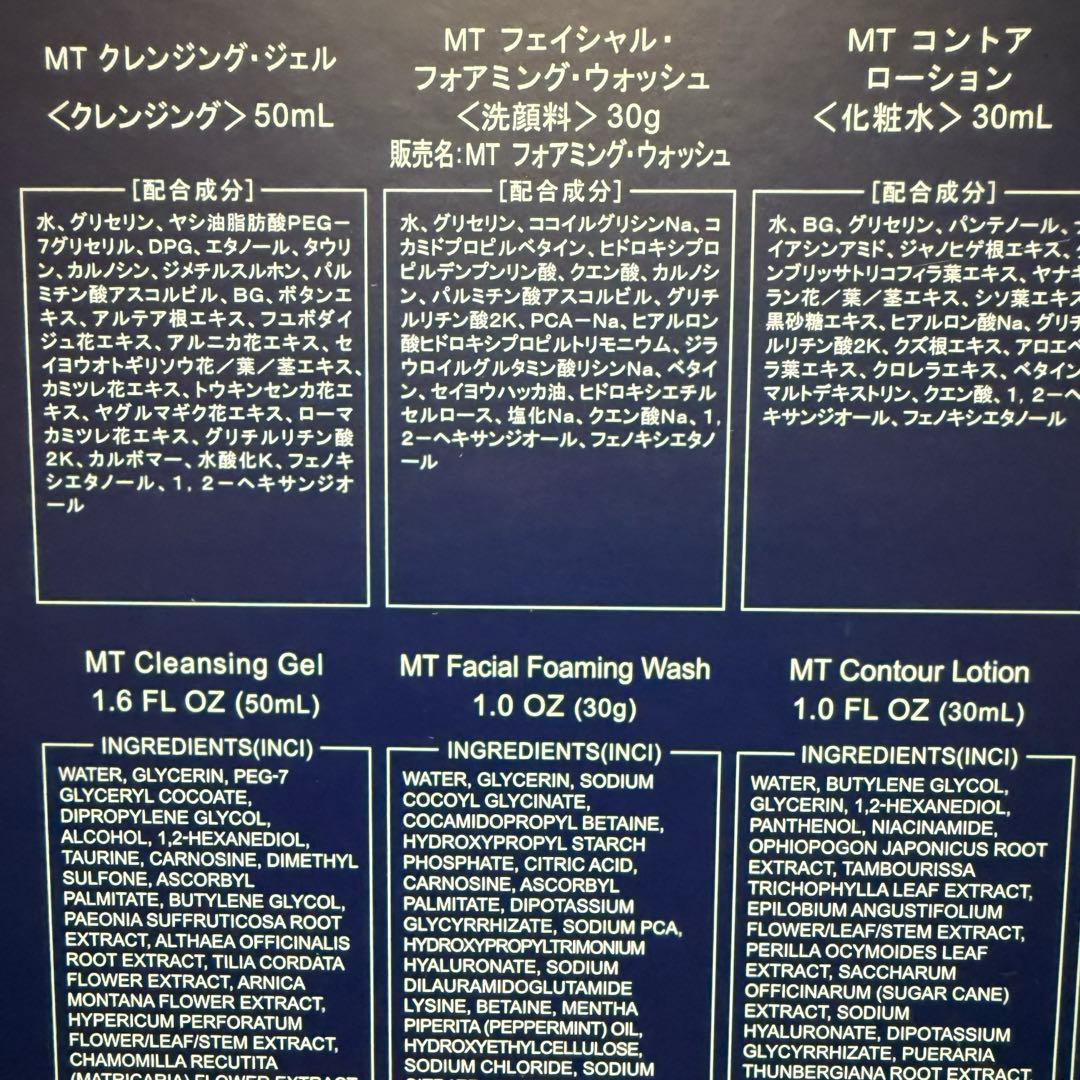 MT クレンジング・ジェル
<クレンジング>50mL
[配合成分]
水、グリセリン、ヤシ油脂肪酸PEG－
7グリセリル、DPG、エタノール、タウリ
ン、カルノシン、ジメチルスルホン、パル
ミチン酸アスコルビル、BG、ボタンエ
キス、アルテア根エキス、フユボダイ
ジュ花エキス、アルニカ花エキス、セ
イヨウオトギリソウ花／葉／茎エキス、
カミツレ花エキス、トウキンセンカ花エ
キス、ヤグルマギク花エキス、ローマ
カミツレ花エキス、グリチルリチン酸
2K、カルボマー、水酸化K、フェノキ
シエタノール、1，2－ヘキサンジオ
ール
MT フェイシャル・
フォアミング・ウォッシュ
<洗顔料>30g
販売名:MT フォアミング・ウォッシュ
[配合成分]
水、グリセリン、ココイルグリシンNa、コ
カミドプロピルベタイン、ヒドロキシプロ
ピルデンプンリン酸、クエン酸、カルノシ
ン、パルミチン酸アスコルビル、グリチ
ルリチン酸2K、PCA－Na、ヒアルロン
酸ヒドロキシプロピルトリモニウム、ジラ
ウロイルグルタミン酸リシンNa、ベタイ
ン、セイヨウハッカ油、ヒドロキシエチル
セルロース、塩化Na、クエン酸Na、1，
2－ヘキサンジオール、フェノキシエタノ
ール
MT コントア
ローション
<化粧水>30mL
[配合成分]
水、BG、グリセリン、パンテノール、
イアシンアミド、ジャノヒゲ根エキス、
ンブリッサトリコフィラ葉エキス、ヤナギ
ラン花／葉／茎エキス、シソ葉エキス
黒砂糖エキス、ヒアルロン酸Na、グリチ
ルリチン酸2K、クズ根エキス、アロエベ
ラ葉エキス、クロレラエキス、ベタイン
マルトデキストリン、クエン酸、1，2－ヘ
キサンジオール、フェノキシエタノール
MT Cleansing Gel
1.6 FL OZ (50mL)
INGREDIENTS(INCI)
WATER, GLYCERIN, PEG-7
GLYCERYL COCOATE,
DIPROPYLENE GLYCOL,
ALCOHOL, 1,2-HEXANEDIOL,
TAURINE, CARNOSINE, DIMETHYL
SULFONE, ASCORBYL
PALMITATE, BUTYLENE GLYCOL,
PAEONIA SUFFRUTICOSA ROOT
EXTRACT, ALTHAEA OFFICINALIS
ROOT EXTRACT, TILIA CORDATA
FLOWER EXTRACT, ARNICA
MONTANA FLOWER EXTRACT,
HYPERICUM PERFORATUM
FLOWER/LEAF/STEM EXTRACT,
CHAMOMILLA RECUTITA
(MATRICARIA) FLOWER EXTRACT
MT Facial Foaming Wash
1.0 OZ (30g)
INGREDIENTS(INCI)
WATER, GLYCERIN, SODIUM
COCOYL GLYCINATE,
COCAMIDOPROPYL BETAINE,
HYDROXYPROPYL STARCH
PHOSPHATE, CITRIC ACID,
CARNOSINE, ASCORBYL
PALMITATE, DIPOTASSIUM
GLYCYRRHIZATE, SODIUM PCA,
HYDROXYPROPYLTRIMONIUM
HYALURONATE, SODIUM
DILAURAMIDOGLUTAMIDE
LYSINE, BETAINE, MENTHA
PIPERITA (PEPPERMINT) OIL,
HYDROXYETHYLCELLULOSE,
SODIUM CHLORIDE, SODIUM
MT Contour Lotion
1.0 FL OZ (30mL)
INGREDIENTS(INCI)
WATER, BUTYLENE GLYCOL,
GLYCERIN, 1,2-HEXANEDIOL,
PANTHENOL, NIACINAMIDE,
OPHIOPOGON JAPONICUS ROOT
EXTRACT, TAMBOURISSA
TRICHOPHYLLA LEAF EXTRACT,
EPILOBIUM ANGUSTIFOLIUM
FLOWER/LEAF/STEM EXTRACT,
PERILLA OCYMOIDES LEAF
EXTRACT, SACCHARUM
OFFICINARUM (SUGAR CANE)
EXTRACT, SODIUM
HYALURONATE, DIPOTASSIUM
GLYCYRRHIZATE, PUERARIA
THUNBERGIANA ROOT EXTRACT